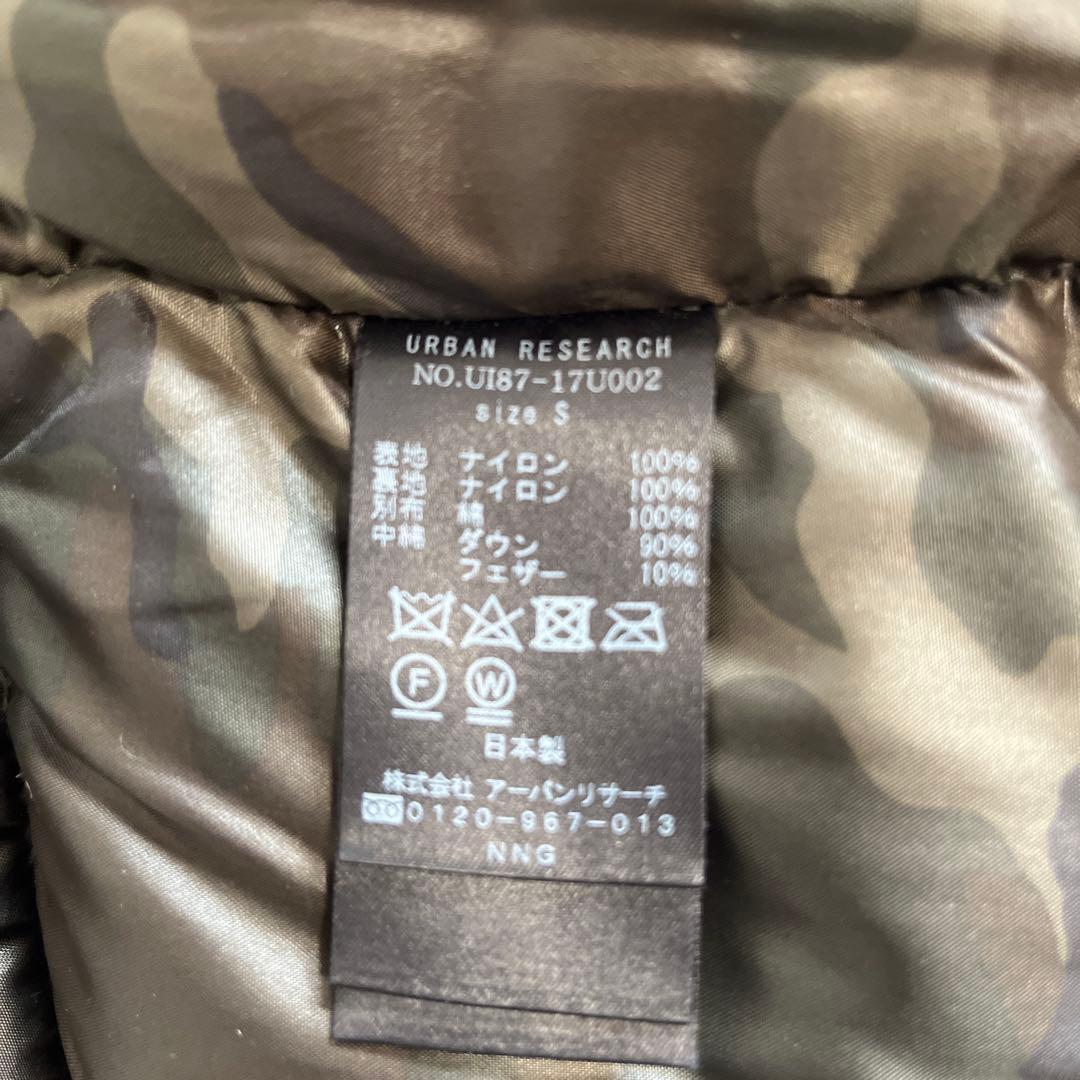 URBAN RESEARCH
NO.UI87-17U002
size S
表地 ナイロン 100%
裏地 ナイロン 100%
別布 綿 100%
中綿 ダウン 90%
フェザー 10%
F W
日本製
株式会社 アーバンリサーチ
0120-967-013
NNG